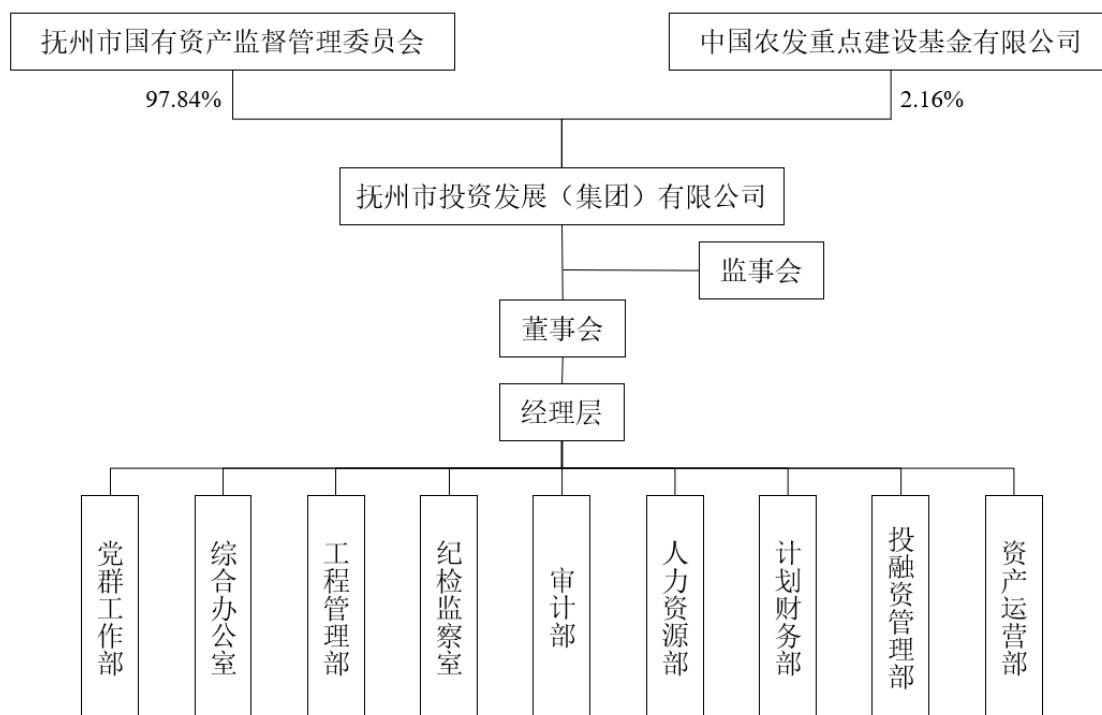 抚州市国有资产监督管理委员会
中国农发重点建设基金有限公司
97.84%
2.16%
抚州市投资发展（集团）有限公司
监事会
董事会
经理层
党群工作部
综合办公室
工程管理部
纪检监察室
审计部
人力资源部
计划财务部
投融资管理部
资产运营部